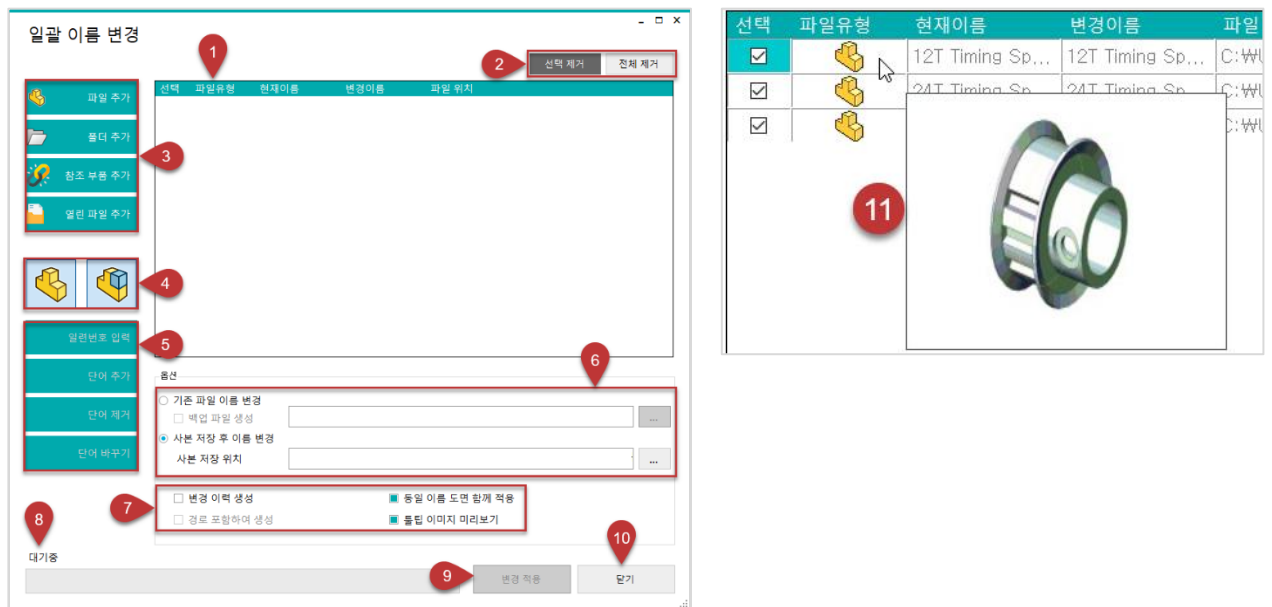 일괄 이름 변경
1
2
선택 제거
전체 제거
선택 파일유형 현재이름 변경이름 파일 위치
파일 추가
폴더 추가
3
참조 부품 추가
열린 파일 추가
4
일련번호 입력
5
단어 추가
단어 제거
단어 바꾸기
6
옵션
기존 파일 이름 변경
백업 파일 생성
...
사본 저장 후 이름 변경
사본 저장 위치
...
7
변경 이력 생성
동일 이름 도면 함께 적용
경로 포함하여 생성
툴팁 이미지 미리보기
8
대기중
9
변경 적용
10
닫기
선택 파일유형 현재이름 변경이름 파일
12T Timing Sp... 12T Timing Sp... C:₩
24T Timing Sp 24T Timing Sp C:₩
C:₩
11